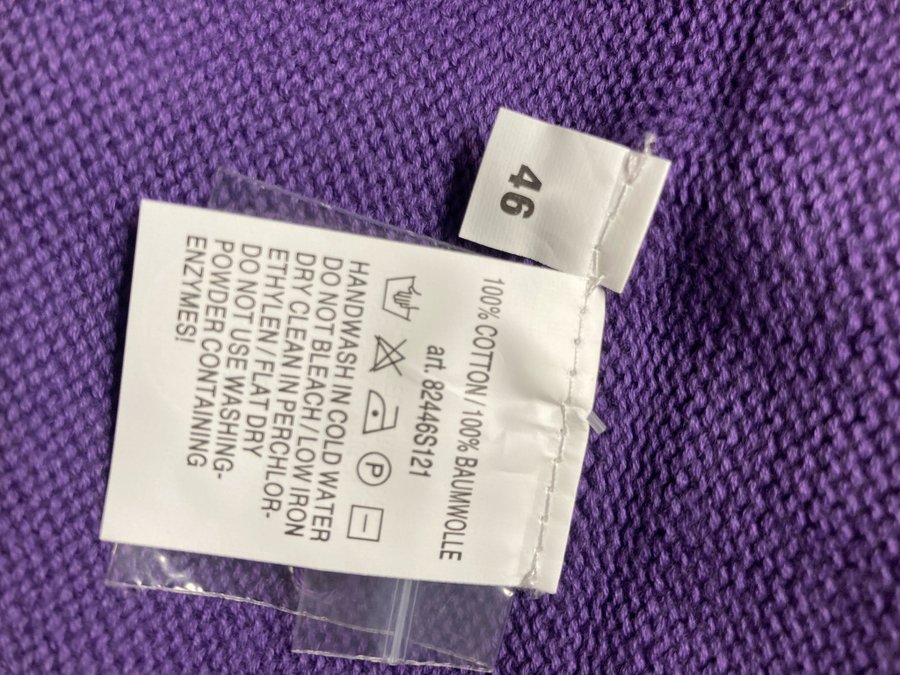 46
100% COTTON / 100% BAUMWOLLE
art. 82446S121
P
HANDWASH IN COLD WATER
DO NOT BLEACH / LOW IRON
DRY CLEAN IN PERCHLOR-
ETHYLEN / FLAT DRY
DO NOT USE WASHING-
POWDER CONTAINING
ENZYMES!